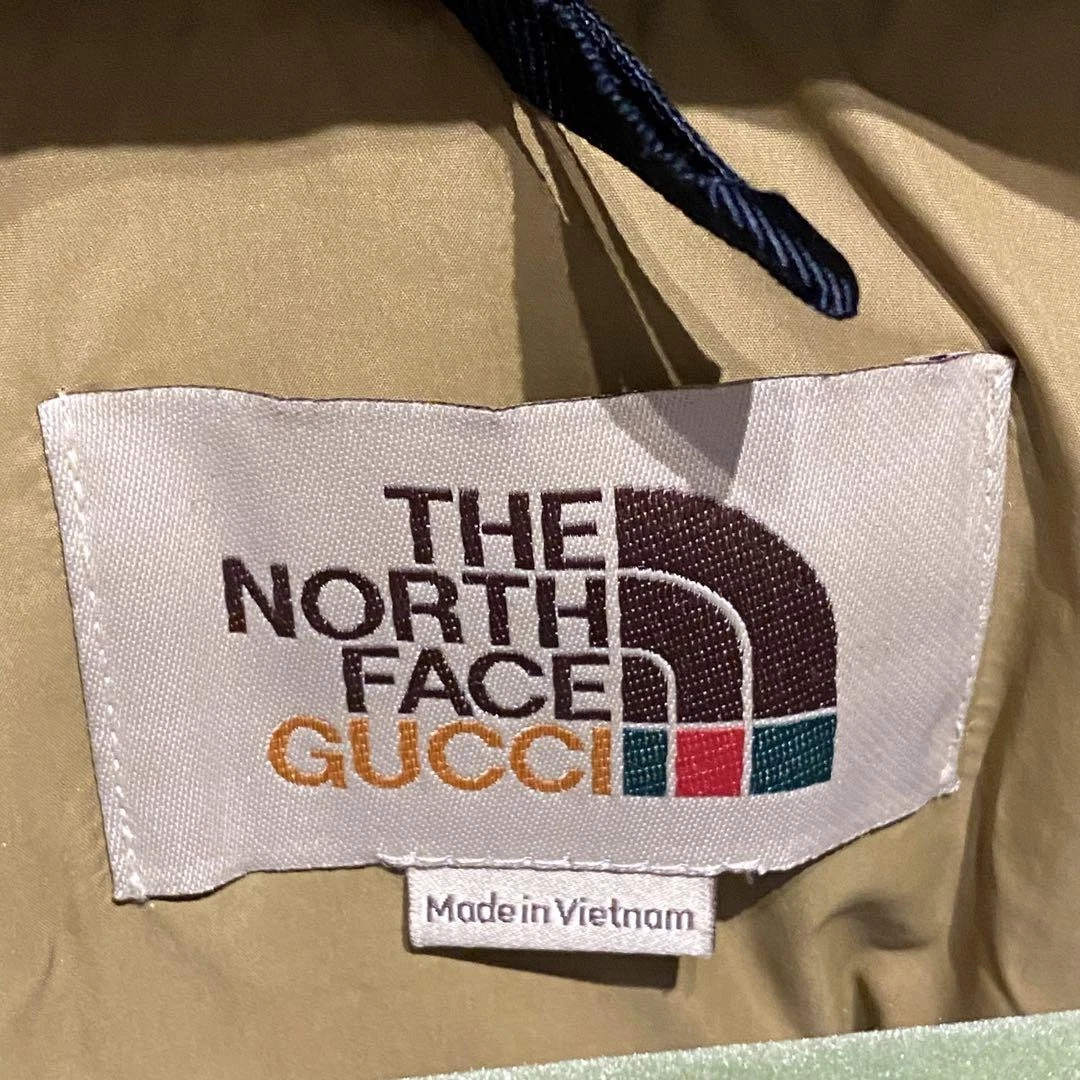 THE
NORTH
FACE
GUCCI
Made in Vietnam